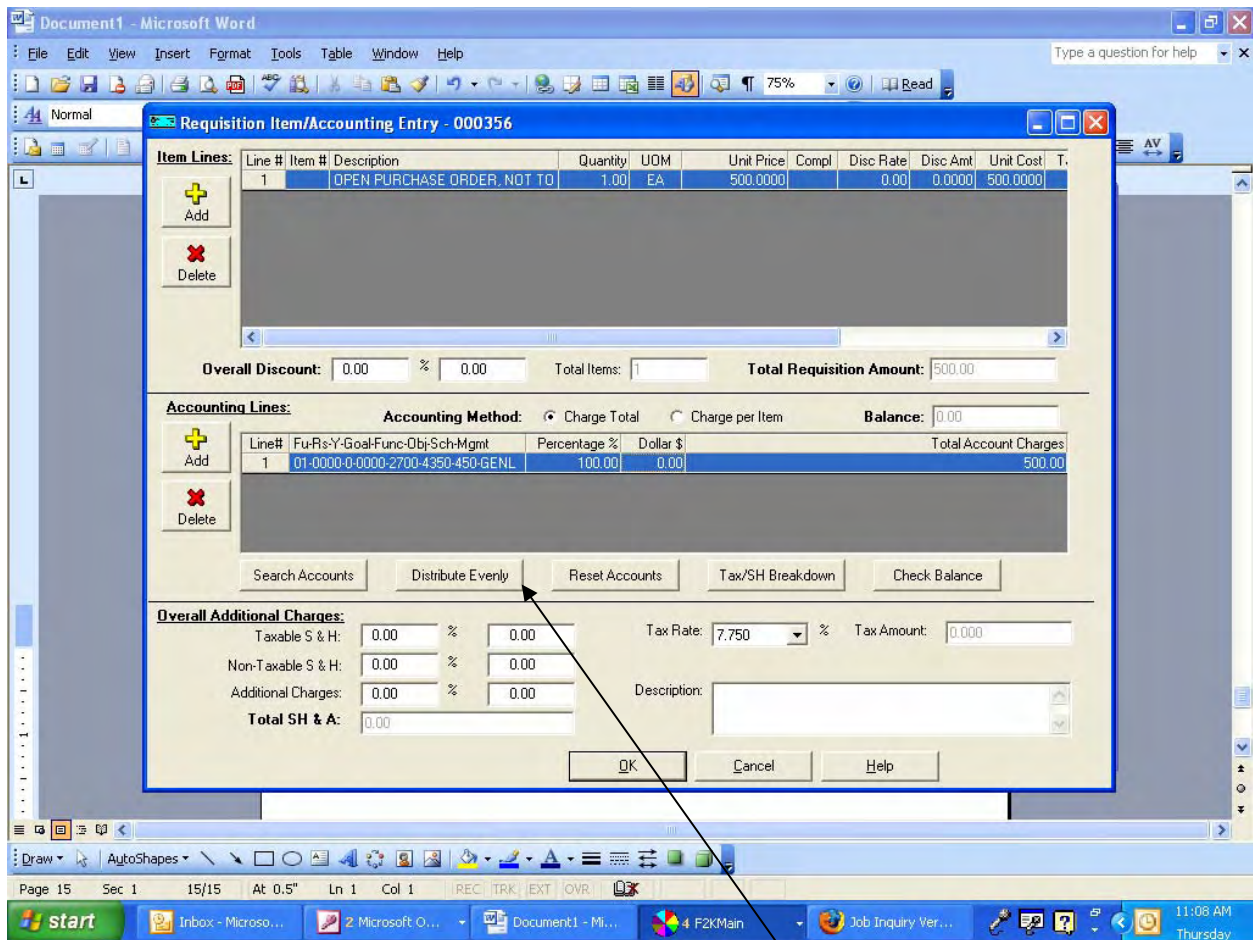 Document1 - Microsoft Word
File Edit View Insert Format Tools Table Window Help
Type a question for help
75%
Read
Normal
Requisition Item/Accounting Entry - 000356
Item Lines:
Line # Item # Description Quantity UOM Unit Price Compl Disc Rate Disc Amt Unit Cost T.
1 OPEN PURCHASE ORDER, NOT TO 1.00 EA 500.0000 0.00 0.0000 500.0000
Add
Delete
Overall Discount: 0.00 % 0.00 Total Items: 1 Total Requisition Amount: 500.00
Accounting Lines:
Accounting Method: Charge Total Charge per Item Balance: 0.00
Line# Fu-Rs-Y-Goal-Func-Obj-Sch-Mgmt Percentage % Dollar $ Total Account Charges
1 01-0000-0-0000-2700-4350-450-GENL 100.00 0.00 500.00
Add
Delete
Search Accounts Distribute Evenly Reset Accounts Tax/SH Breakdown Check Balance
Overall Additional Charges:
Taxable S & H: 0.00 % 0.00 Tax Rate: 7.750 % Tax Amount: 0.000
Non-Taxable S & H: 0.00 % 0.00
Additional Charges: 0.00 % 0.00 Description:
Total SH & A: 0.00
OK Cancel Help
Draw AutoShapes
Page 15 Sec 1 15/15 At 0.5" Ln 1 Col 1 REC TRK EXT OVR
start Inbox - Microso... 2 Microsoft O... Document1 - Mi... 4 F2KMain Job Inquiry Ver... 11:08 AM
Thursday